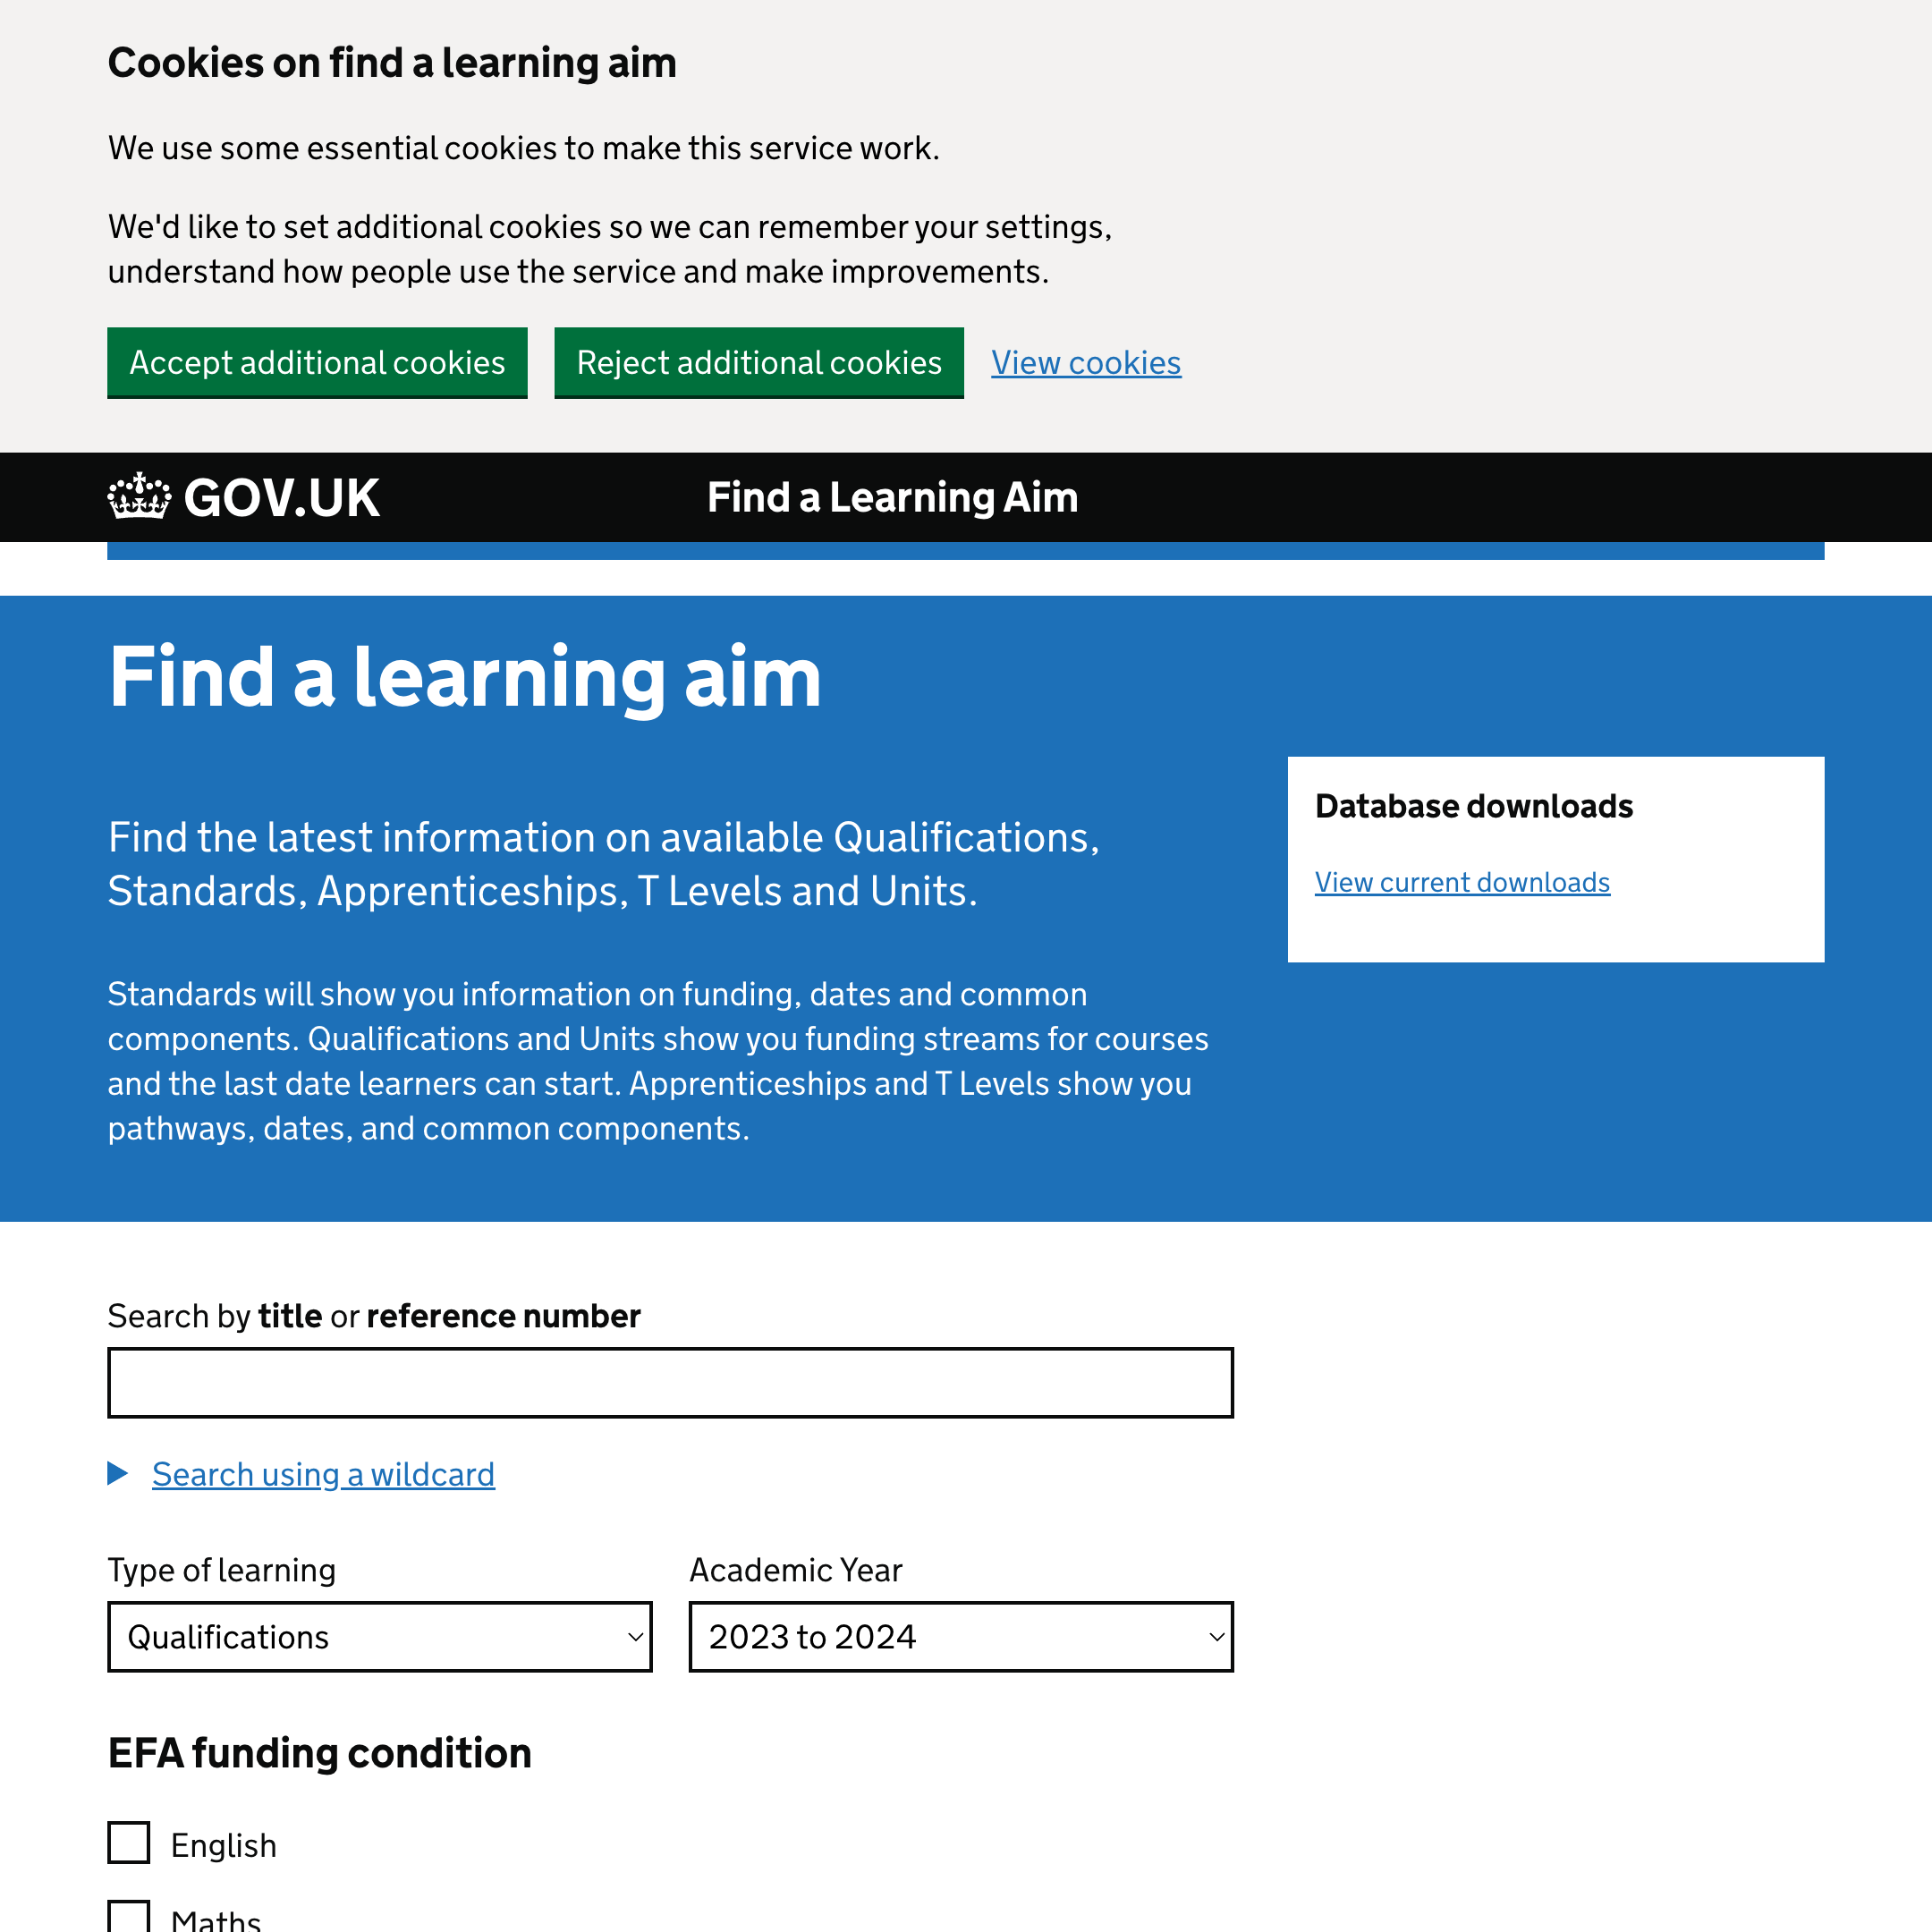 Cookies on find a learning aim
We use some essential cookies to make this service work.
We'd like to set additional cookies so we can remember your settings,
understand how people use the service and make improvements.
Accept additional cookies
Reject additional cookies
View cookies
GOV.UK
Find a Learning Aim
Find a learning aim
Find the latest information on available Qualifications,
Standards, Apprenticeships, T Levels and Units.
Standards will show you information on funding, dates and common
components. Qualifications and Units show you funding streams for courses
and the last date learners can start. Apprenticeships and T Levels show you
pathways, dates, and common components.
Database downloads
View current downloads
Search by title or reference number
Search using a wildcard
Type of learning
Qualifications
Academic Year
2023 to 2024
EFA funding condition
English
Maths